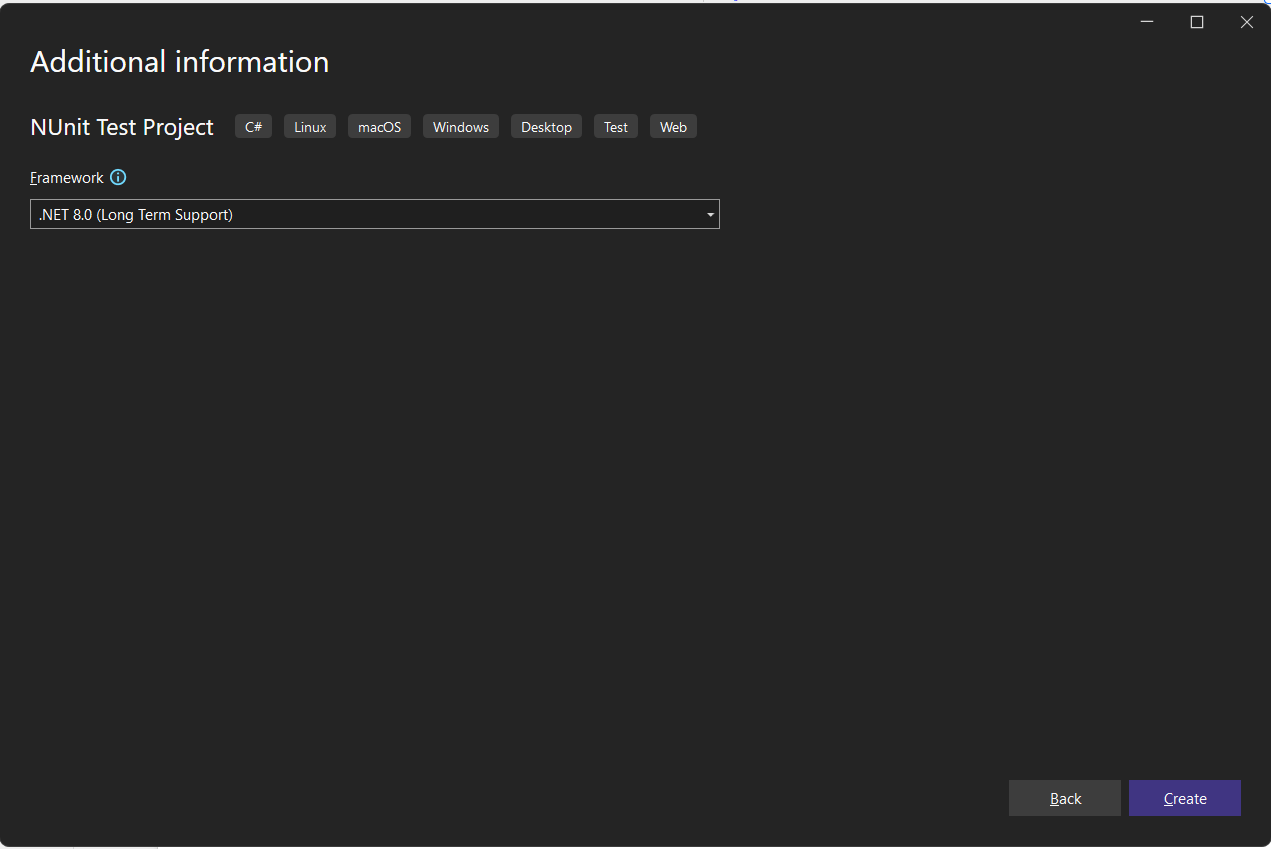 Additional information
NUnit Test Project C# Linux macOS Windows Desktop Test Web
Framework
.NET 8.0 (Long Term Support)
Back Create